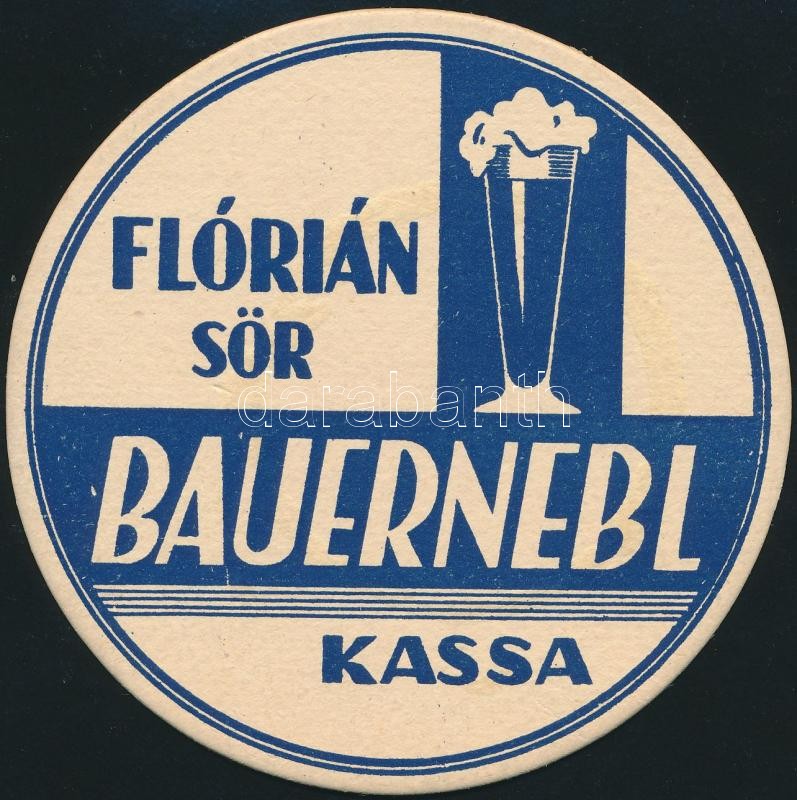 FLÓRIÁN
SÖR
darabanth
BAUERNEBL
KASSA